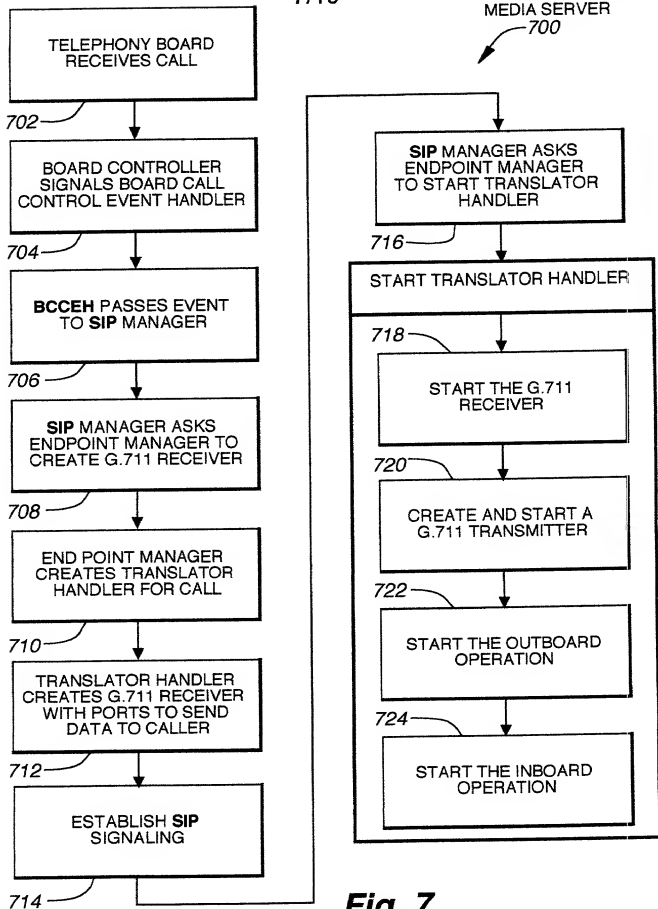 MEDIA SERVER
700
TELEPHONY BOARD
RECEIVES CALL
702
BOARD CONTROLLER
SIGNALS BOARD CALL
CONTROL EVENT HANDLER
704
BCCEH PASSES EVENT
TO SIP MANAGER
706
SIP MANAGER ASKS
ENDPOINT MANAGER TO
CREATE G.711 RECEIVER
708
END POINT MANAGER
CREATES TRANSLATOR
HANDLER FOR CALL
710
TRANSLATOR HANDLER
CREATES G.711 RECEIVER
WITH PORTS TO SEND
DATA TO CALLER
712
ESTABLISH SIP
SIGNALING
714
SIP MANAGER ASKS
ENDPOINT MANAGER
TO START TRANSLATOR
HANDLER
716
START TRANSLATOR HANDLER
718
START THE G.711
RECEIVER
720
CREATE AND START A
G.711 TRANSMITTER
722
START THE OUTBOARD
OPERATION
724
START THE INBOARD
OPERATION
Fig. 7